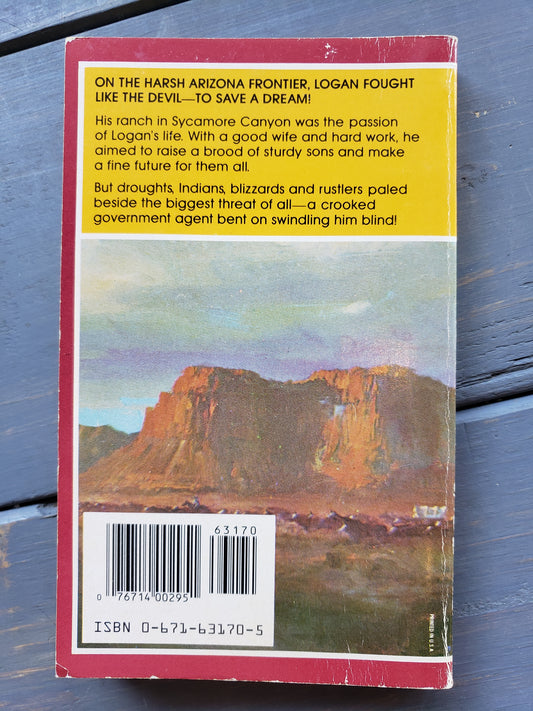 ON THE HARSH ARIZONA FRONTIER, LOGAN FOUGHT
LIKE THE DEVIL—TO SAVE A DREAM!
His ranch in Sycamore Canyon was the passion
of Logan's life. With a good wife and hard work, he
aimed to raise a brood of sturdy sons and make
a fine future for them all.
But droughts, Indians, blizzards and rustlers paled
beside the biggest threat of all—a crooked
government agent bent on swindling him blind!
63170
0 76714 00295
ISBN 0-671-63170-5
PRINTED IN U.S.A.